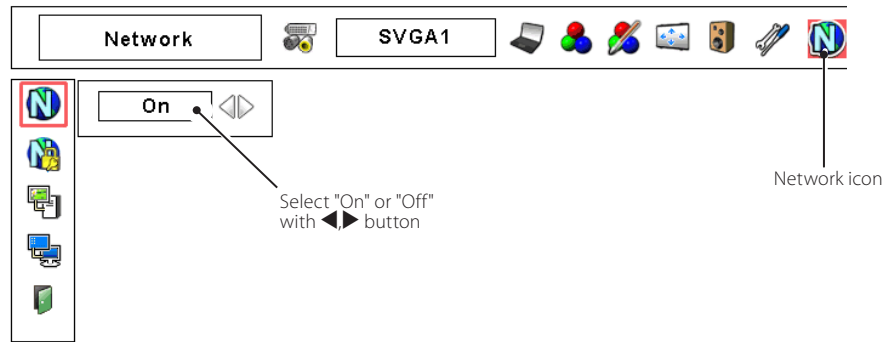 Network
SVGA1
On
Network icon
Select "On" or "Off"
with ◀,▶ button